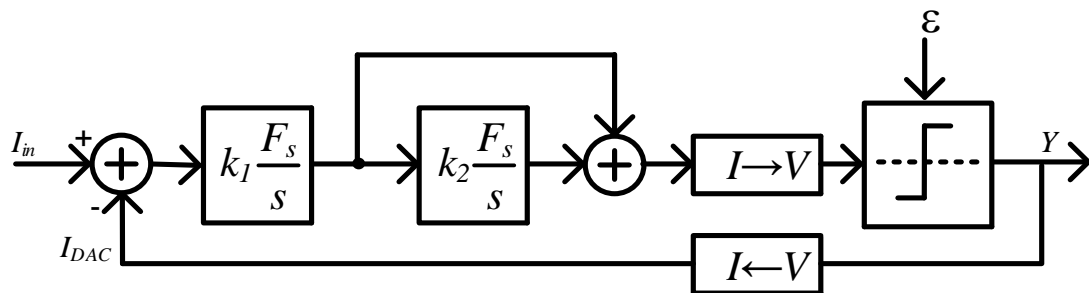 ε
I_in
+
-
k_1 F_s/s
k_2 F_s/s
I→V
Y
I_DAC
I←V